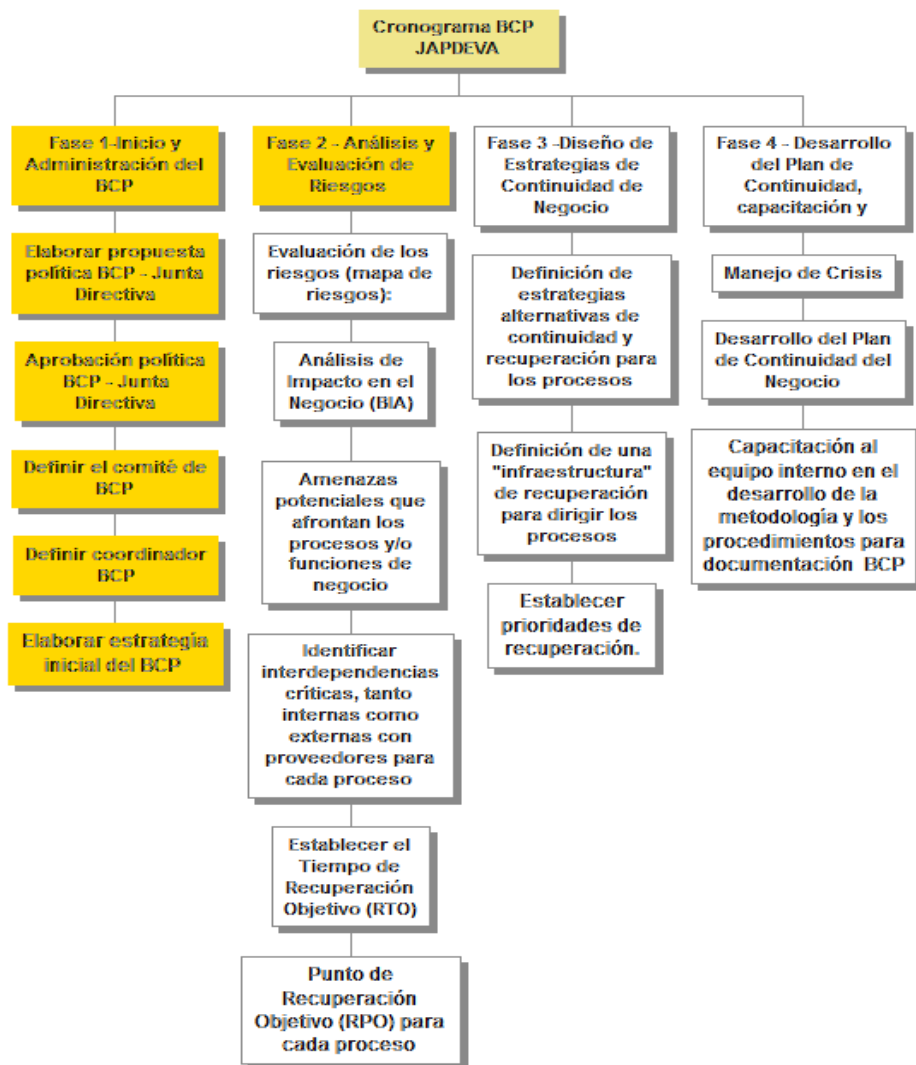 Cronograma BCP
JAPDEVA
Fase 1-Inicio y
Administración del
BCP
Elaborar propuesta
política BCP - Junta
Directiva
Aprobación política
BCP - Junta
Directiva
Definir el comité de
BCP
Definir coordinador
BCP
Elaborar estrategia
inicial del BCP
Fase 2 - Análisis y
Evaluación de
Riesgos
Evaluación de los
riesgos (mapa de
riesgos):
Análisis de
Impacto en el
Negocio (BIA)
Amenazas
potenciales que
afrontan los
procesos y/o
funciones de
negocio
Identificar
interdependencias
críticas, tanto
internas como
externas con
proveedores para
cada proceso
Establecer el
Tiempo de
Recuperación
Objetivo (RTO)
Punto de
Recuperación
Objetivo (RPO) para
cada proceso
Fase 3 -Diseño de
Estrategias de
Continuidad de
Negocio
Definición de
estrategias
alternativas de
continuidad y
recuperación para
los procesos
Definición de una
"infraestructura"
de recuperación
para dirigir los
procesos
Establecer
prioridades de
recuperación.
Fase 4 - Desarrollo
del Plan de
Continuidad,
capacitación y
Manejo de Crisis
Desarrollo del Plan
de Continuidad del
Negocio
Capacitación al
equipo interno en el
desarrollo de la
metodología y los
procedimientos para
documentación BCP